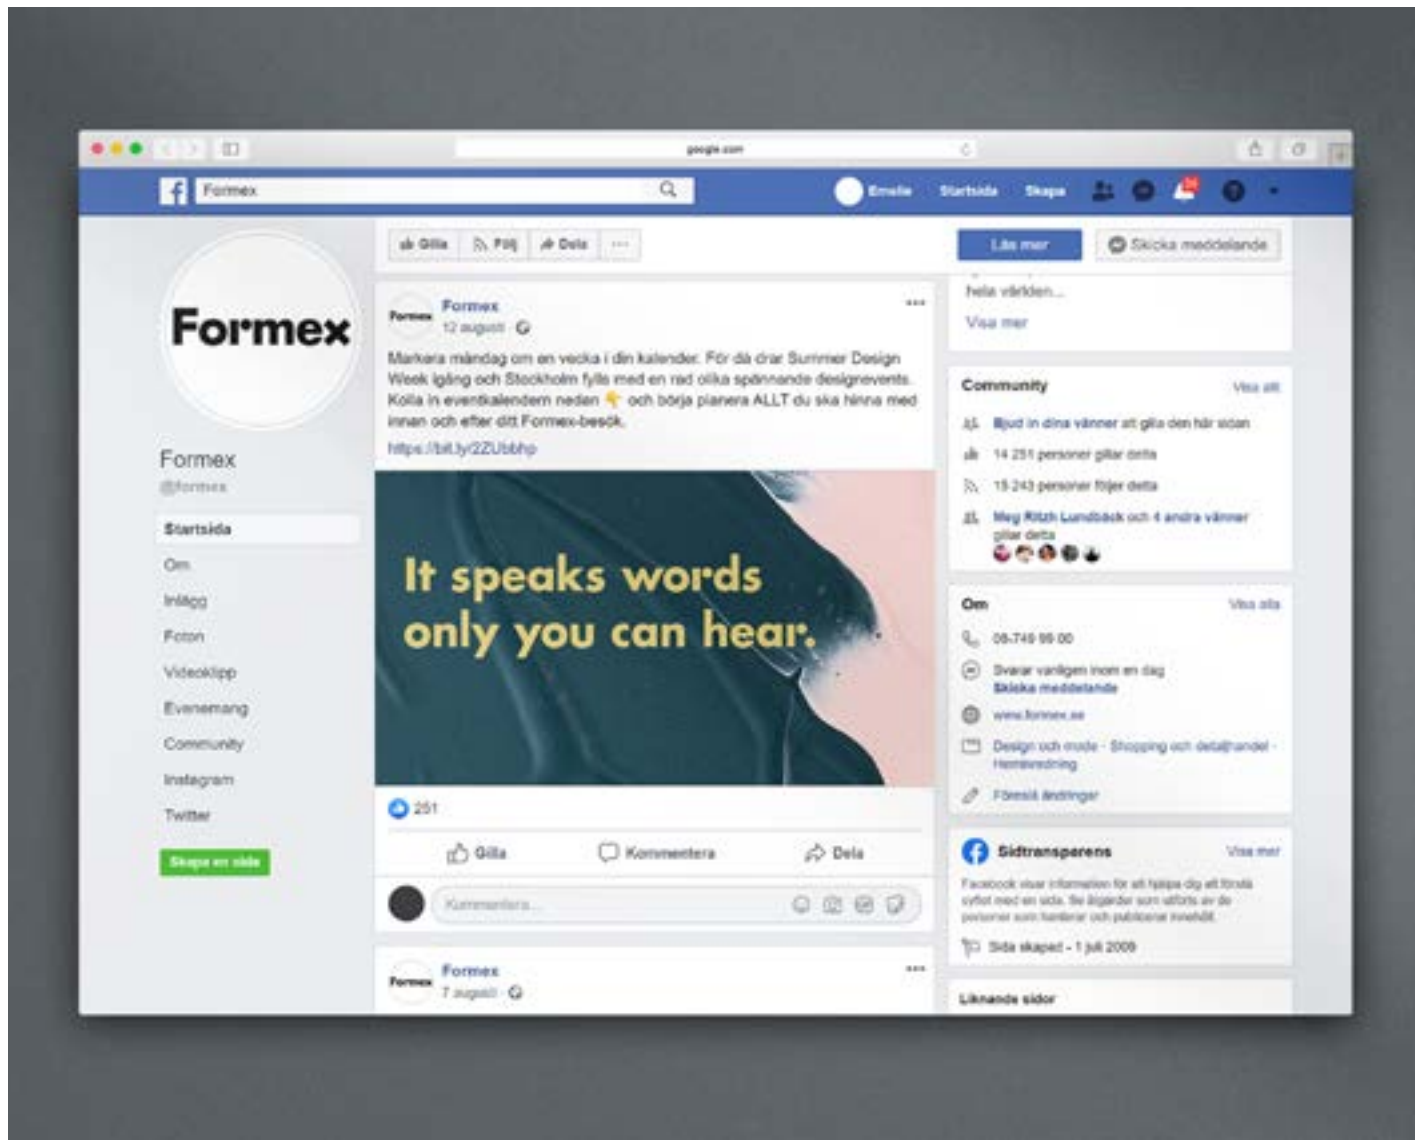 google.com
Formex
Emelie
Startsida
Skapa
Gilla
Följ
Dela
Läs mer
Skicka meddelande
Formex
Formex
@formex
Startsida
Om
Inlägg
Foton
Videoklipp
Evenemang
Community
Instagram
Twitter
Skapa en sida
Formex
Formex
12 augusti
Markera måndag om en vecka i din kalender. För då drar Summer Design
Week igång och Stockholm fylls med en rad olika spännande designevents.
Kolla in eventkalendern nedan 👇 och börja planera ALLT du ska hinna med
innan och efter ditt Formex-besök.
https://bit.ly/2ZUbbhp
It speaks words
only you can hear.
251
Gilla
Kommentera
Dela
Kommentera...
Formex
Formex
7 augusti
hela världen...
Visa mer
Community
Visa allt
Bjud in dina vänner att gilla den här sidan
14 251 personer gillar detta
15 243 personer följer detta
Meg Ritzh Lundbäck och 4 andra vänner
gillar detta
Om
Visa alla
08-749 99 00
Svarar vanligen inom en dag
Skicka meddelande
www.formex.se
Design och mode · Shopping och detaljhandel ·
Heminredning
Föreslå ändringar
Sidtransparens
Visa mer
Facebook visar information för att hjälpa dig att förstå
syftet med en sida. Se åtgärder som utförts av de
personer som hanterar och publicerar innehåll.
Sida skapad - 1 juli 2009
Liknande sidor